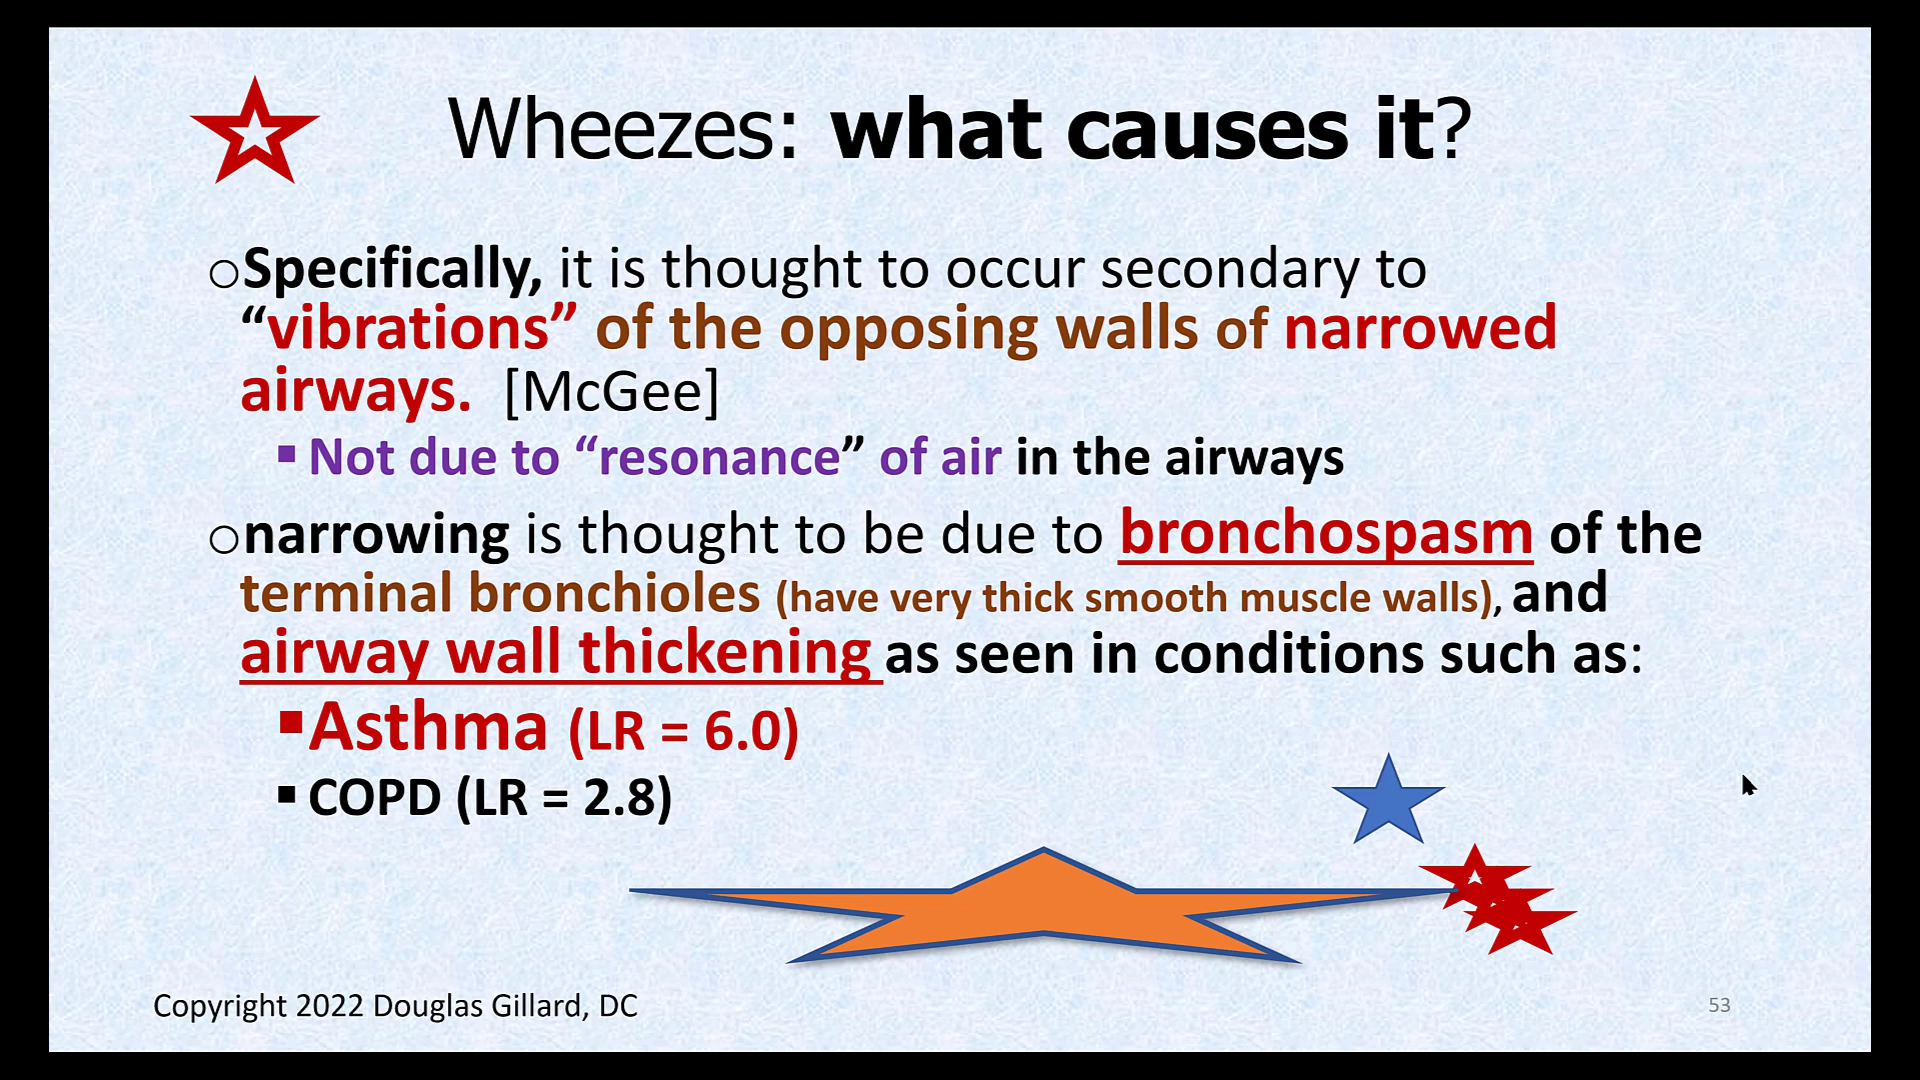 Wheezes: what causes it?
Specifically, it is thought to occur secondary to
“vibrations” of the opposing walls of narrowed
airways. [McGee]
Not due to “resonance” of air in the airways
narrowing is thought to be due to bronchospasm of the
terminal bronchioles (have very thick smooth muscle walls), and
airway wall thickening as seen in conditions such as:
Asthma (LR = 6.0)
COPD (LR = 2.8)
Copyright 2022 Douglas Gillard, DC
53